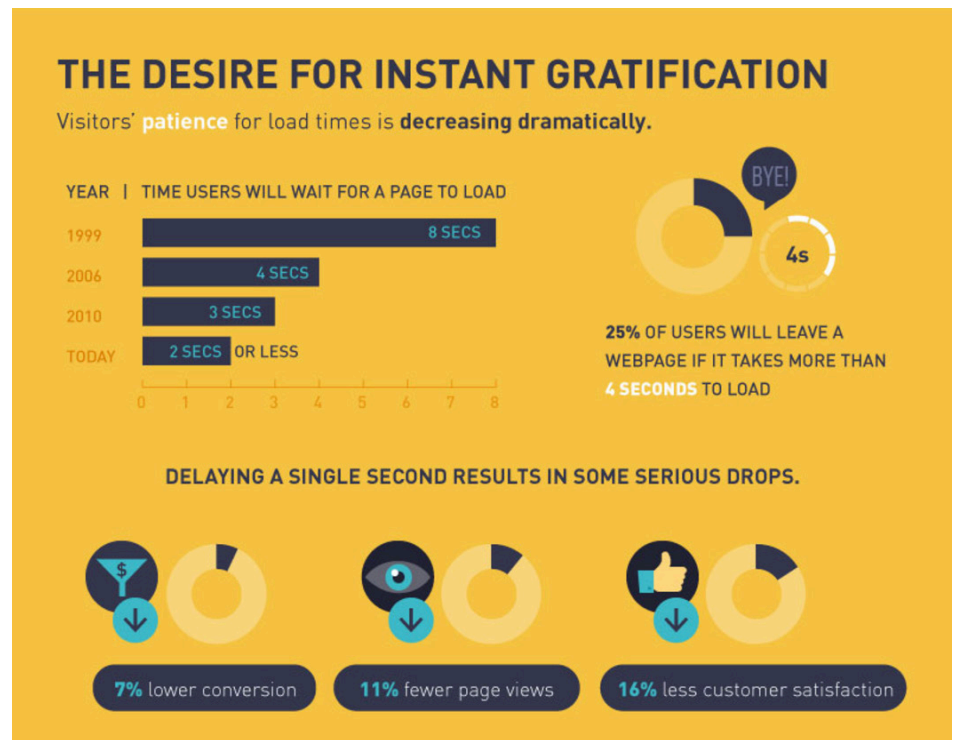 THE DESIRE FOR INSTANT GRATIFICATION
Visitors' patience for load times is decreasing dramatically.
YEAR | TIME USERS WILL WAIT FOR A PAGE TO LOAD
1999 8 SECS
2006 4 SECS
2010 3 SECS
TODAY 2 SECS OR LESS
0 1 2 3 4 5 6 7 8
BYE!
4s
25% OF USERS WILL LEAVE A
WEBPAGE IF IT TAKES MORE THAN
4 SECONDS TO LOAD
DELAYING A SINGLE SECOND RESULTS IN SOME SERIOUS DROPS.
$
7% lower conversion
11% fewer page views
16% less customer satisfaction